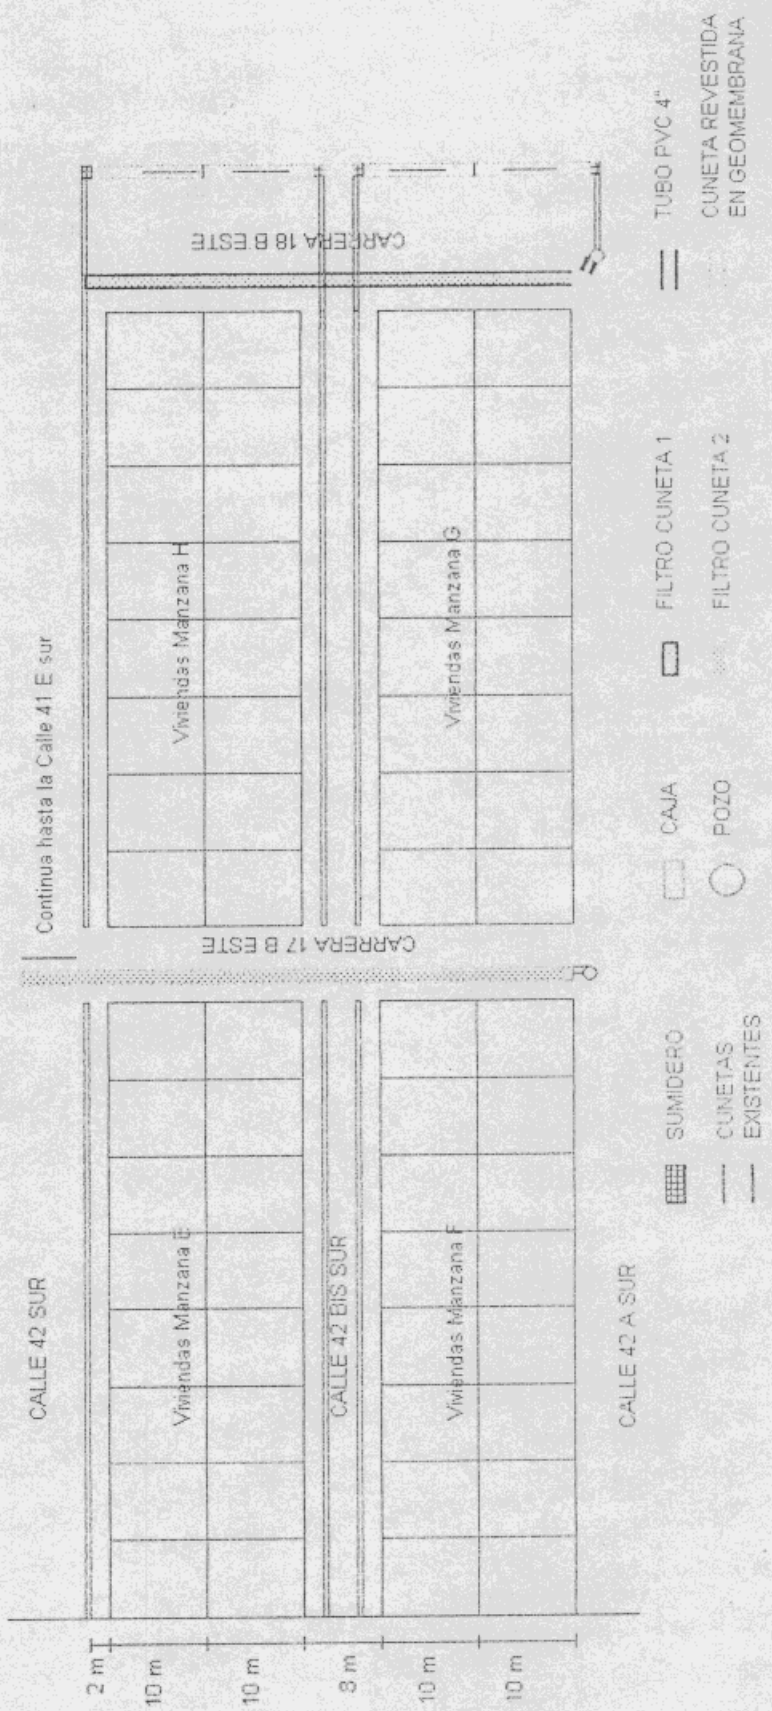 CALLE 42 SUR
Continua hasta la Calle 41 E sur
2 m
10 m
Viviendas Manzana E
Viviendas Manzana H
10 m
CARRERA 17 B ESTE
CARRERA 18 B ESTE
8 m
CALLE 42 BIS SUR
10 m
Viviendas Manzana F
Viviendas Manzana G
10 m
CALLE 42 A SUR
SUMIDERO
CAJA
FILTRO CUNETA 1
TUBO PVC 4"
CUNETAS
EXISTENTES
POZO
FILTRO CUNETA 2
CUNETA REVESTIDA
EN GEOMEMBRANA